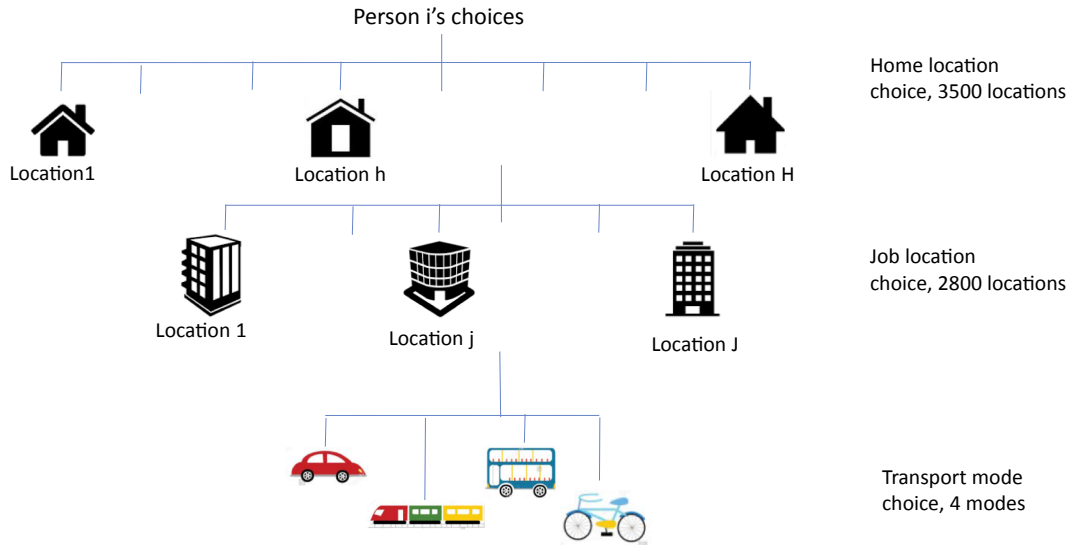 Person i's choices
Home location
choice, 3500 locations
Location1
Location h
Location H
Job location
choice, 2800 locations
Location 1
Location j
Location J
Transport mode
choice, 4 modes